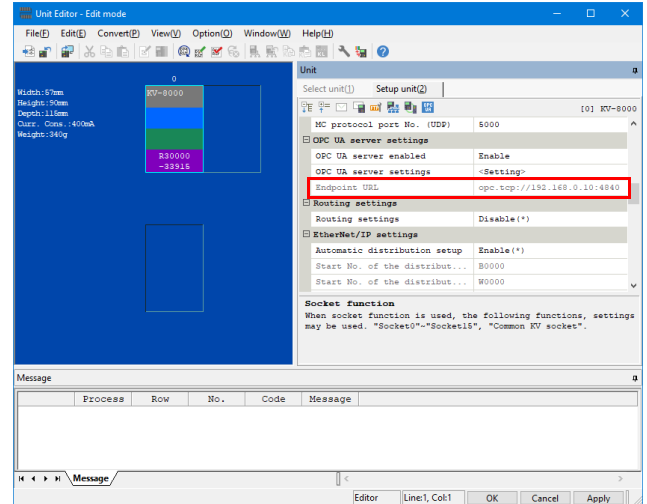 Unit Editor - Edit mode
File(F) Edit(E) Convert(P) View(V) Option(O) Window(W) Help(H)
Width:57mm
Height:90mm
Depth:115mm
Curr. Cons.:400mA
Weight:340g
0
KV-8000
R30000
-33915
Unit
Select unit(1) Setup unit(2)
[0] KV-8000
MC protocol port No. (UDP) 5000
OPC UA server settings
OPC UA server enabled Enable
OPC UA server settings <Setting>
Endpoint URL opc.tcp://192.168.0.10:4840
Routing settings
Routing settings Disable(*)
EtherNet/IP settings
Automatic distribution setup Enable(*)
Start No. of the distribut... B0000
Start No. of the distribut... W0000
Socket function
When socket function is used, the following functions, settings
may be used. "Socket0"~"Socket15", "Common KV socket".
Message
Process Row No. Code Message
Message
Editor Line:1, Col:1 OK Cancel Apply